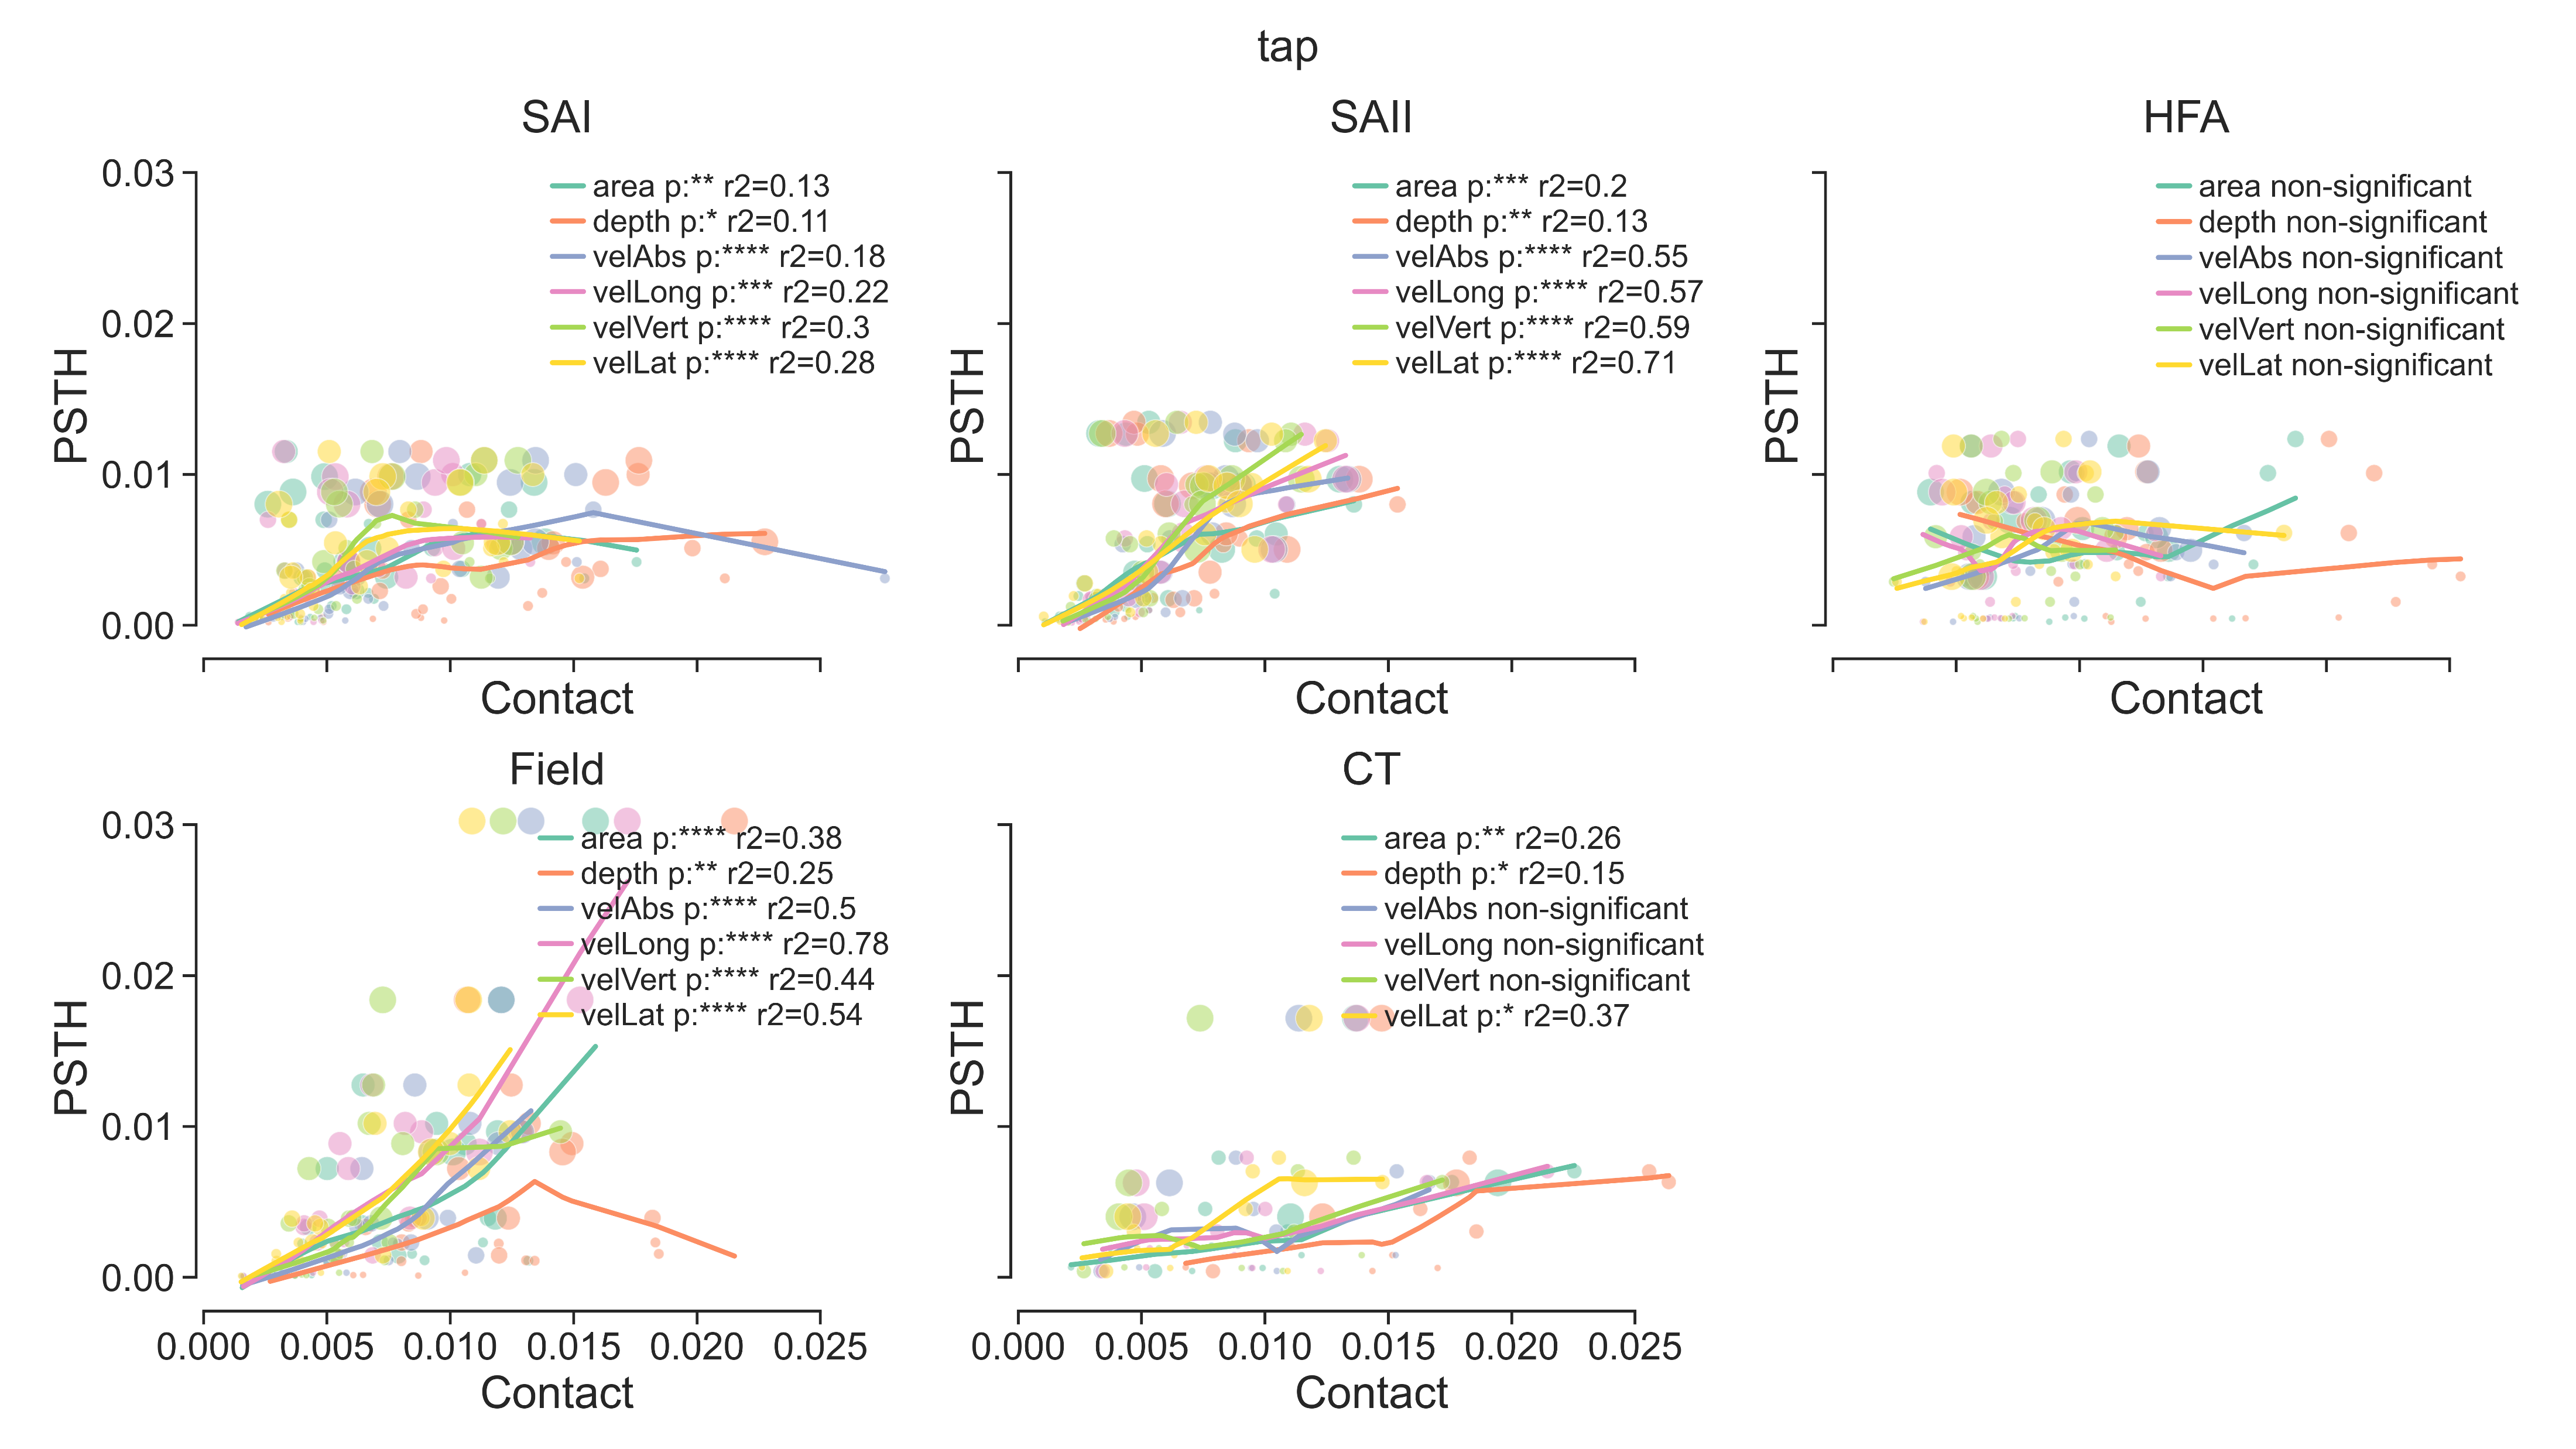 tap
SAI
0.03
0.02
0.01
0.00
PSTH
area p:** r2=0.13
depth p:* r2=0.11
velAbs p:**** r2=0.18
velLong p:*** r2=0.22
velVert p:**** r2=0.3
velLat p:**** r2=0.28
Contact
SAII
PSTH
area p:*** r2=0.2
depth p:** r2=0.13
velAbs p:**** r2=0.55
velLong p:**** r2=0.57
velVert p:**** r2=0.59
velLat p:**** r2=0.71
Contact
HFA
PSTH
area non-significant
depth non-significant
velAbs non-significant
velLong non-significant
velVert non-significant
velLat non-significant
Contact
Field
0.03
0.02
0.01
0.00
PSTH
area p:**** r2=0.38
depth p:** r2=0.25
velAbs p:**** r2=0.5
velLong p:**** r2=0.78
velVert p:**** r2=0.44
velLat p:**** r2=0.54
0.000 0.005 0.010 0.015 0.020 0.025
Contact
CT
PSTH
area p:** r2=0.26
depth p:* r2=0.15
velAbs non-significant
velLong non-significant
velVert non-significant
velLat p:* r2=0.37
0.000 0.005 0.010 0.015 0.020 0.025
Contact